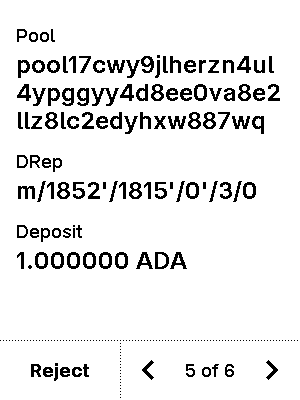 Pool
pool17cwy9jlherzn4ul
4ypggyy4d8ee0va8e2
llz8lc2edyhxw887wq
DRep
m/1852'/1815'/0'/3/0
Deposit
1.000000 ADA
Reject
5 of 6